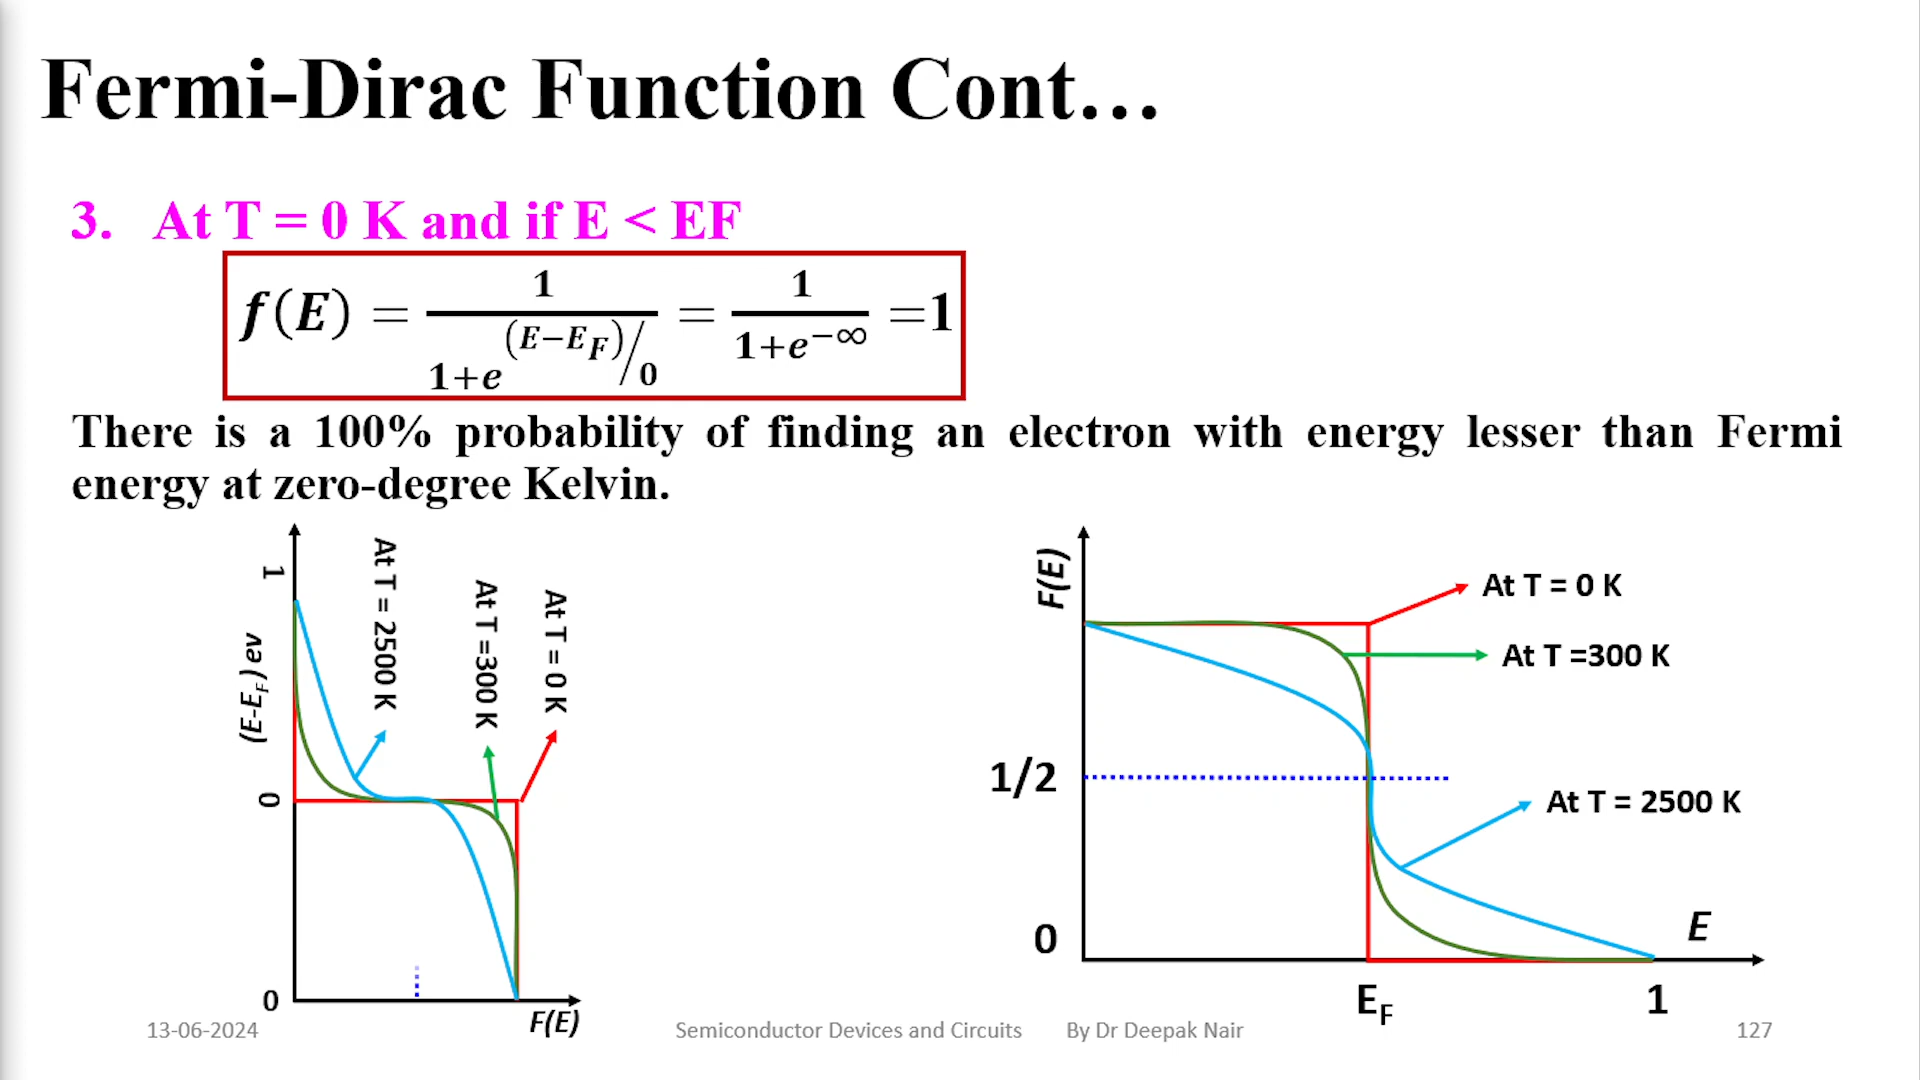 Fermi-Dirac Function Cont…
3. At T = 0 K and if E < EF
f(E) = 1 / 1+e^((E−E_F)/0) = 1 / 1+e^(−∞) =1
There is a 100% probability of finding an electron with energy lesser than Fermi
energy at zero-degree Kelvin.
1
(E-E_F) ev
0
0
At T = 2500 K
At T =300 K
At T = 0 K
F(E)
F(E)
At T = 0 K
At T =300 K
1/2
At T = 2500 K
0
E
E_F
1
13-06-2024
Semiconductor Devices and Circuits By Dr Deepak Nair
127